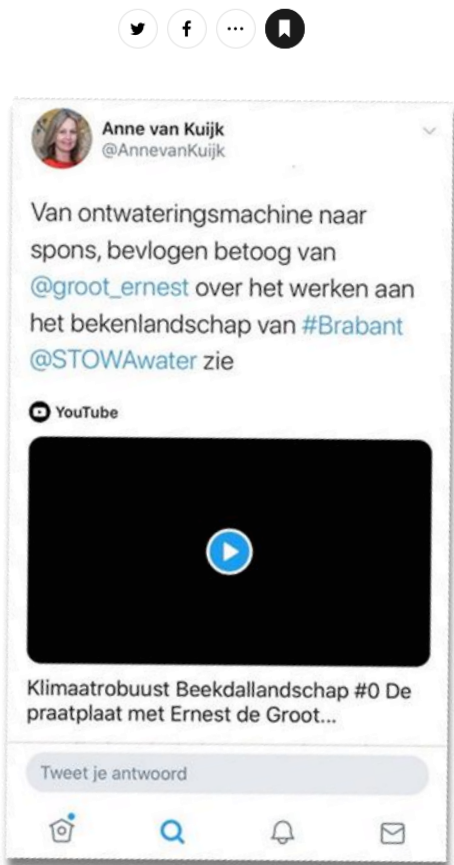 Anne van Kuijk
@AnnevanKuijk
Van ontwateringsmachine naar
spons, bevlogen betoog van
@groot_ernest over het werken aan
het bekenlandschap van #Brabant
@STOWAwater zie
YouTube
Klimaatrobuust Beekdallandschap #0 De
praatplaat met Ernest de Groot...
Tweet je antwoord